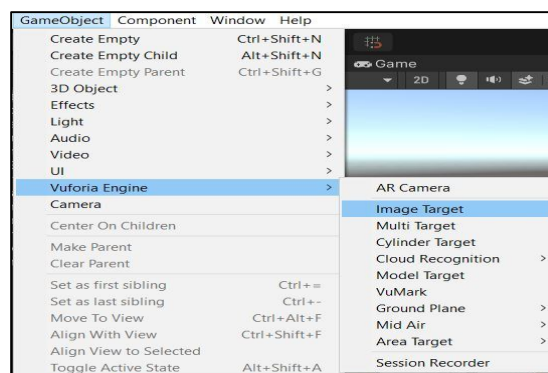 GameObject Component Window Help
Create Empty Ctrl+Shift+N
Create Empty Child Alt+Shift+N
Create Empty Parent Ctrl+Shift+G
3D Object >
Effects >
Light >
Audio >
Video >
UI >
Vuforia Engine >
Camera
Center On Children
Make Parent
Clear Parent
Set as first sibling Ctrl+=
Set as last sibling Ctrl+-
Move To View Ctrl+Alt+F
Align With View Ctrl+Shift+F
Align View to Selected
Toggle Active State Alt+Shift+A
Game
2D
AR Camera
Image Target
Multi Target
Cylinder Target
Cloud Recognition >
Model Target
VuMark
Ground Plane >
Mid Air >
Area Target >
Session Recorder